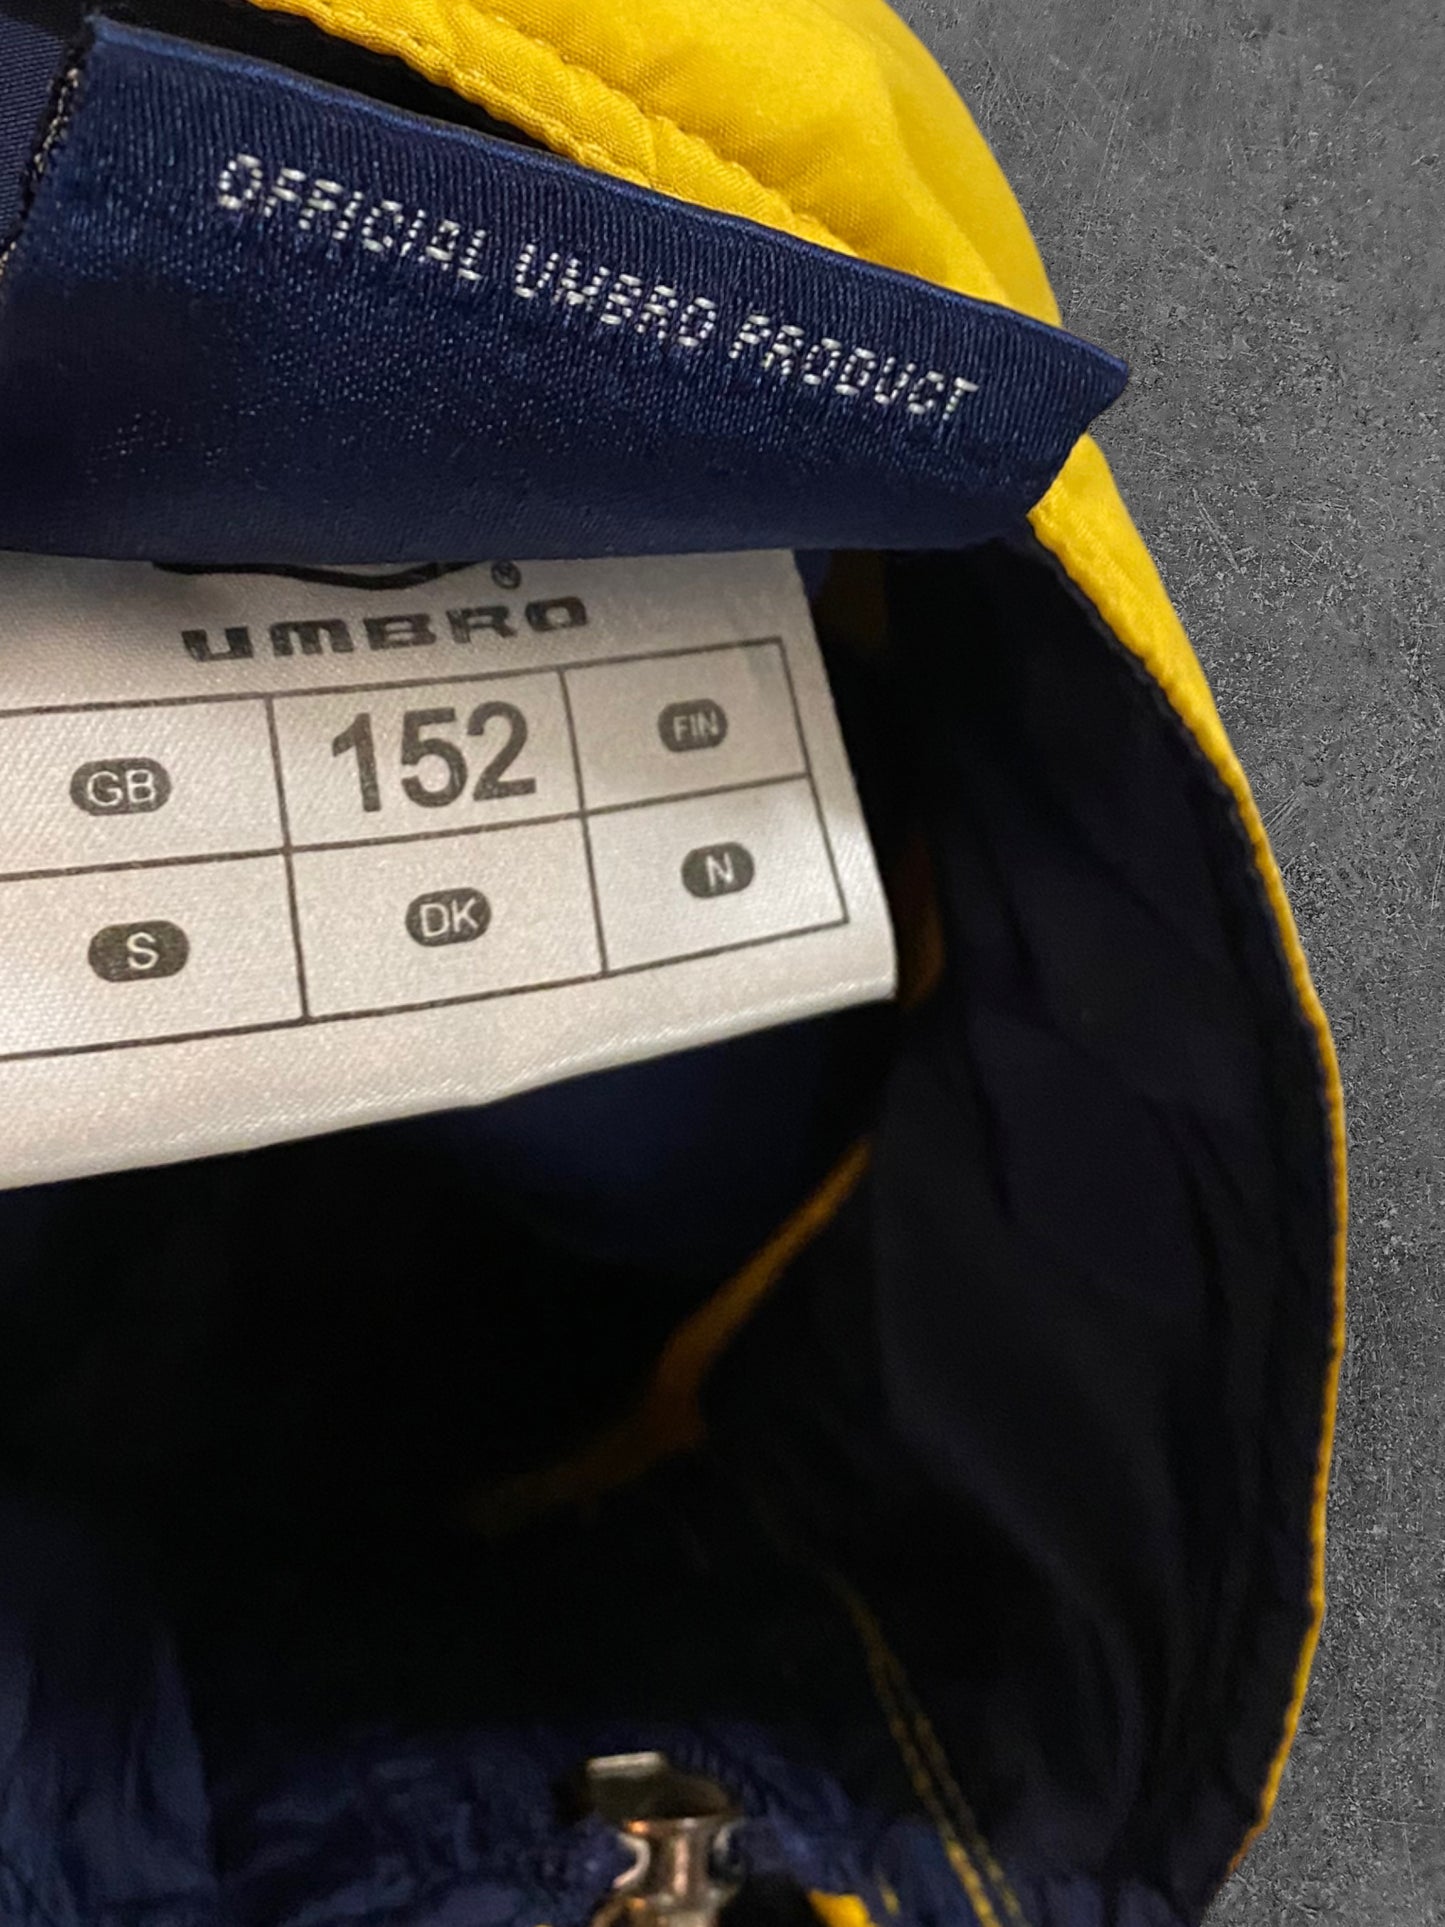 OFFICIAL UMBRO PRODUCT
®
UMBRO
GB 152 FIN
S DK N